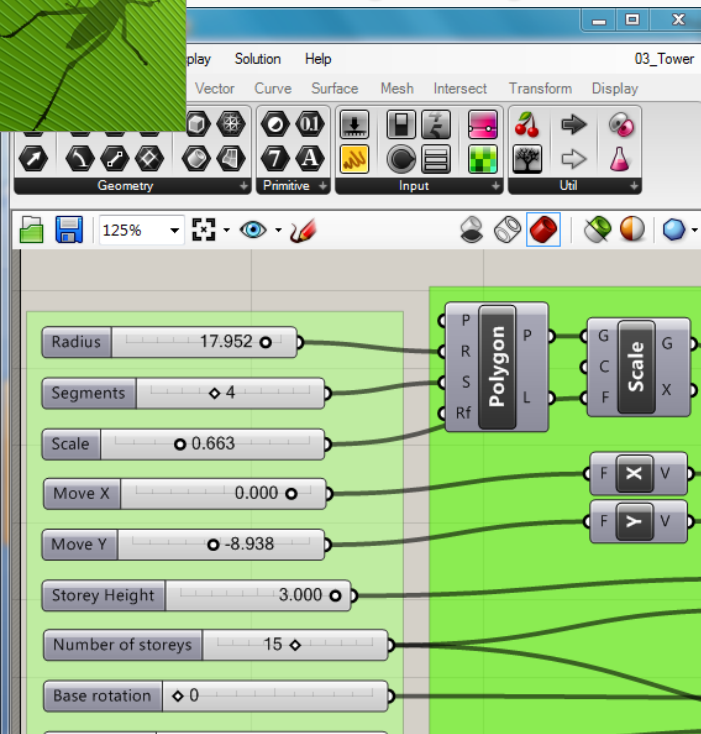 play Solution Help 03_Tower
Vector Curve Surface Mesh Intersect Transform Display
0.1
7 A
Geometry Primitive Input Util
125%
Radius 17.952
Segments 4
Scale 0.663
Move X 0.000
Move Y -8.938
Storey Height 3.000
Number of storeys 15
Base rotation 0
P R S Rf Polygon P L
G C F Scale G X
F X V
F Y V